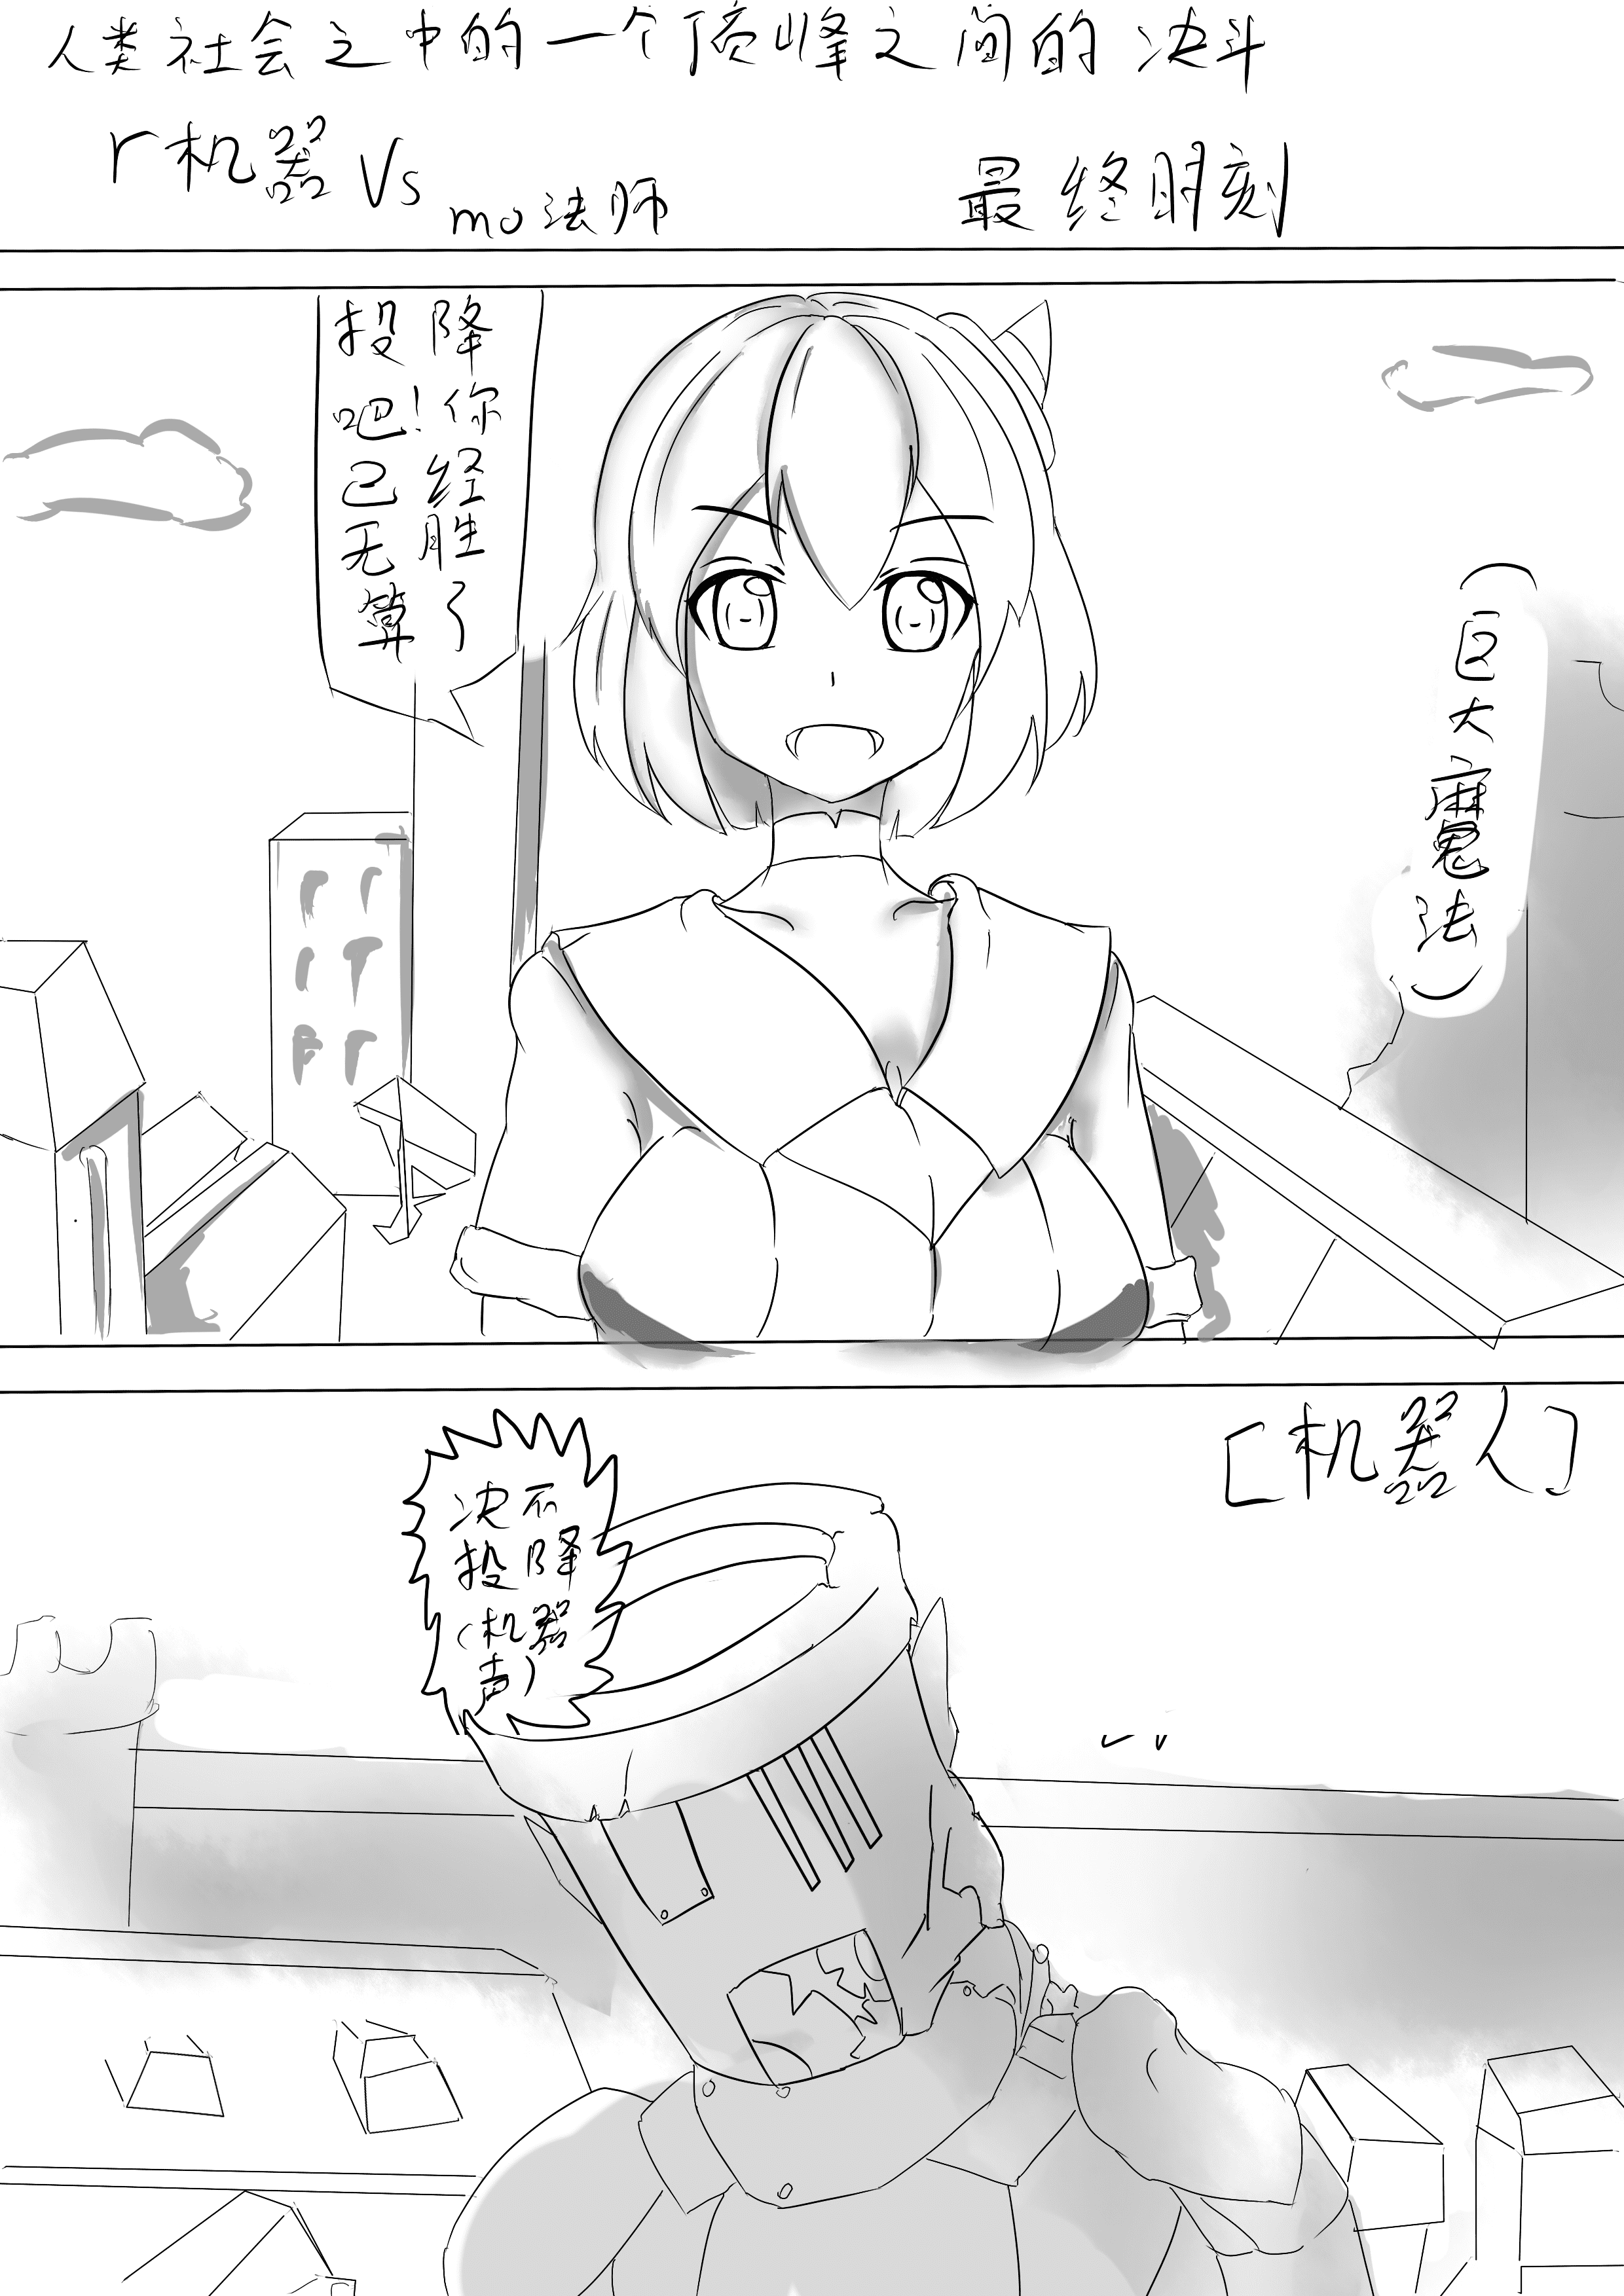 人类社会之中的一个顶峰之间的决斗
r机器 Vs mo法师
最终时刻
投降
吧!你
已经
无胜
算了
(巨大魔法)
[机器人]
决不
投降
(机器
声)